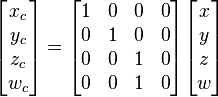 x_c = 1 0 0 0 x
y_c 0 1 0 0 y
z_c 0 0 1 0 z
w_c 0 0 1 0 w